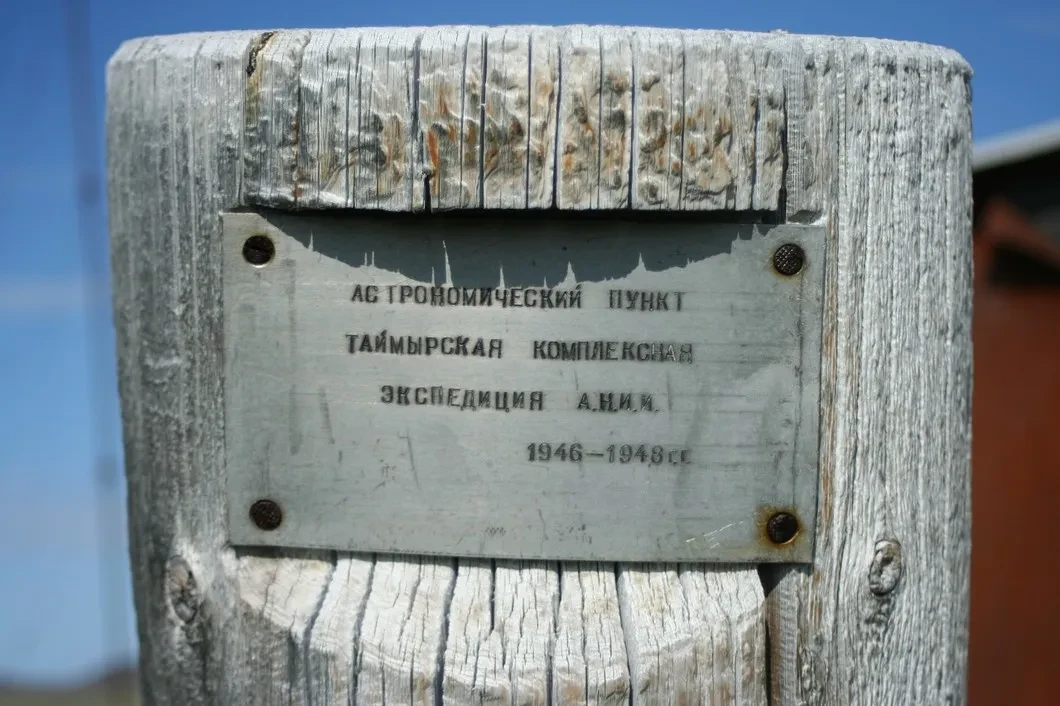 АСТРОНОМИЧЕСКИЙ ПУНКТ
ТАЙМЫРСКАЯ КОМПЛЕКСНАЯ
ЭКСПЕДИЦИЯ А.Н.И.И.
1946-1948гг.